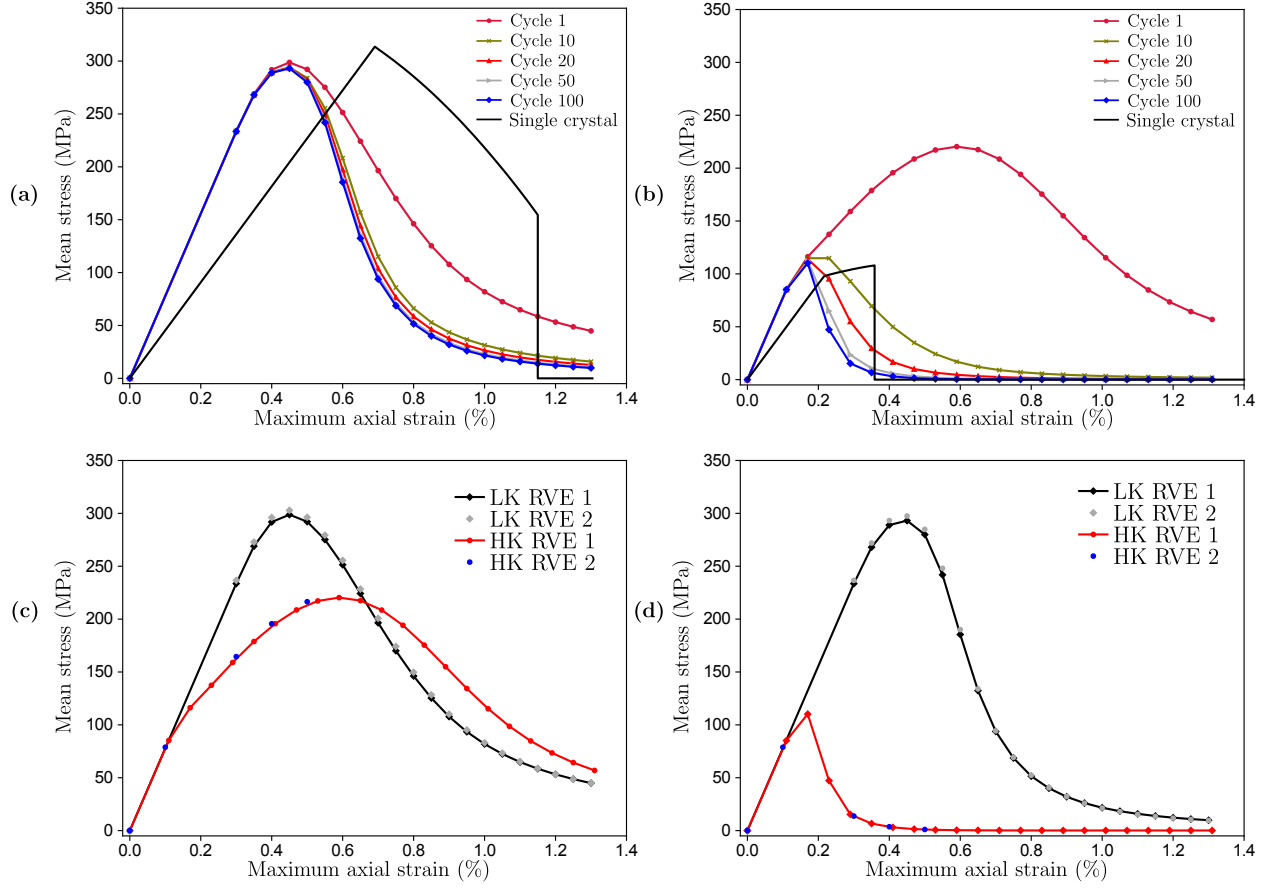 (a)
Mean stress (MPa)
350
300
250
200
150
100
50
0
0.0 0.2 0.4 0.6 0.8 1.0 1.2 1.4
Maximum axial strain (%)
Cycle 1
Cycle 10
Cycle 20
Cycle 50
Cycle 100
Single crystal
(b)
Mean stress (MPa)
350
300
250
200
150
100
50
0
0.0 0.2 0.4 0.6 0.8 1.0 1.2 1.4
Maximum axial strain (%)
Cycle 1
Cycle 10
Cycle 20
Cycle 50
Cycle 100
Single crystal
(c)
Mean stress (MPa)
350
300
250
200
150
100
50
0
0.0 0.2 0.4 0.6 0.8 1.0 1.2 1.4
Maximum axial strain (%)
LK RVE 1
LK RVE 2
HK RVE 1
HK RVE 2
(d)
Mean stress (MPa)
350
300
250
200
150
100
50
0
0.0 0.2 0.4 0.6 0.8 1.0 1.2 1.4
Maximum axial strain (%)
LK RVE 1
LK RVE 2
HK RVE 1
HK RVE 2